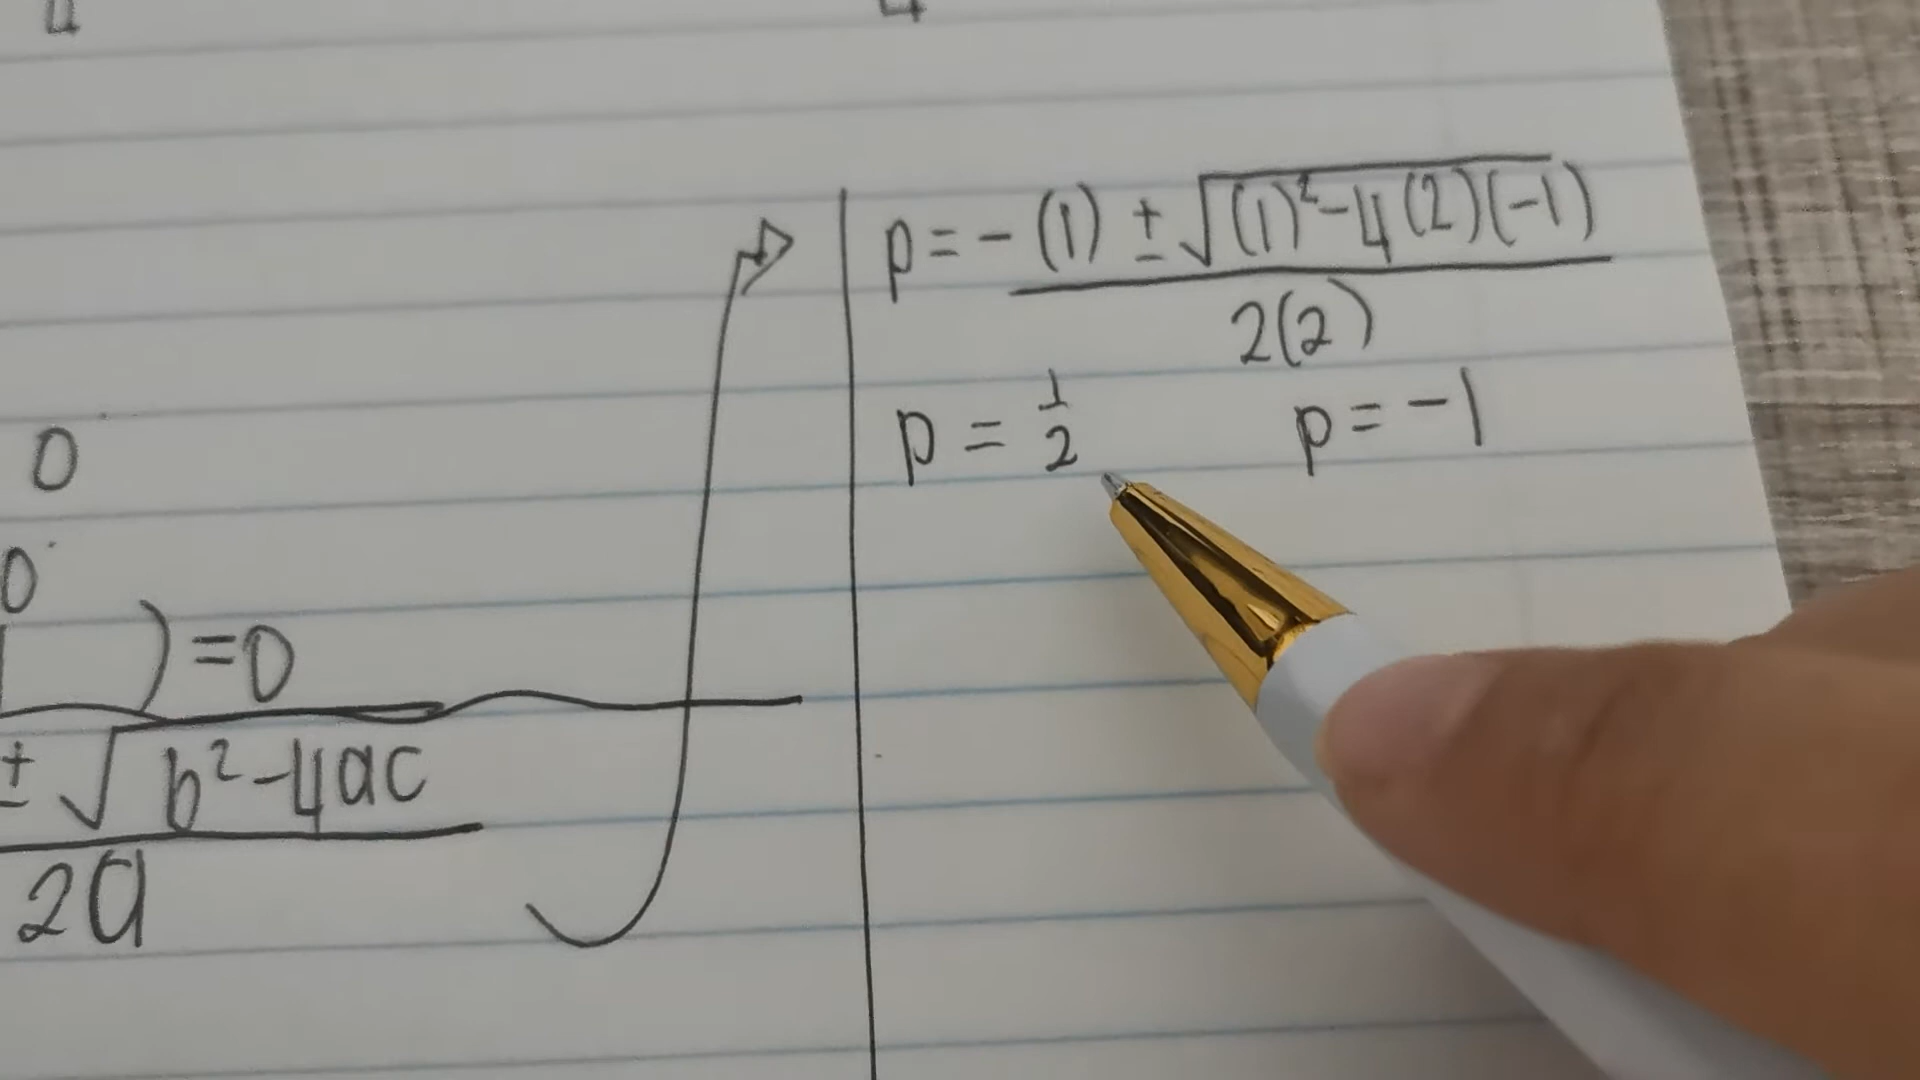 0
0
) = 0
± √b²-4ac
2a
p = - (1) ± √(1)²-4(2)(-1)
2(2)
p = 1/2 p = -1